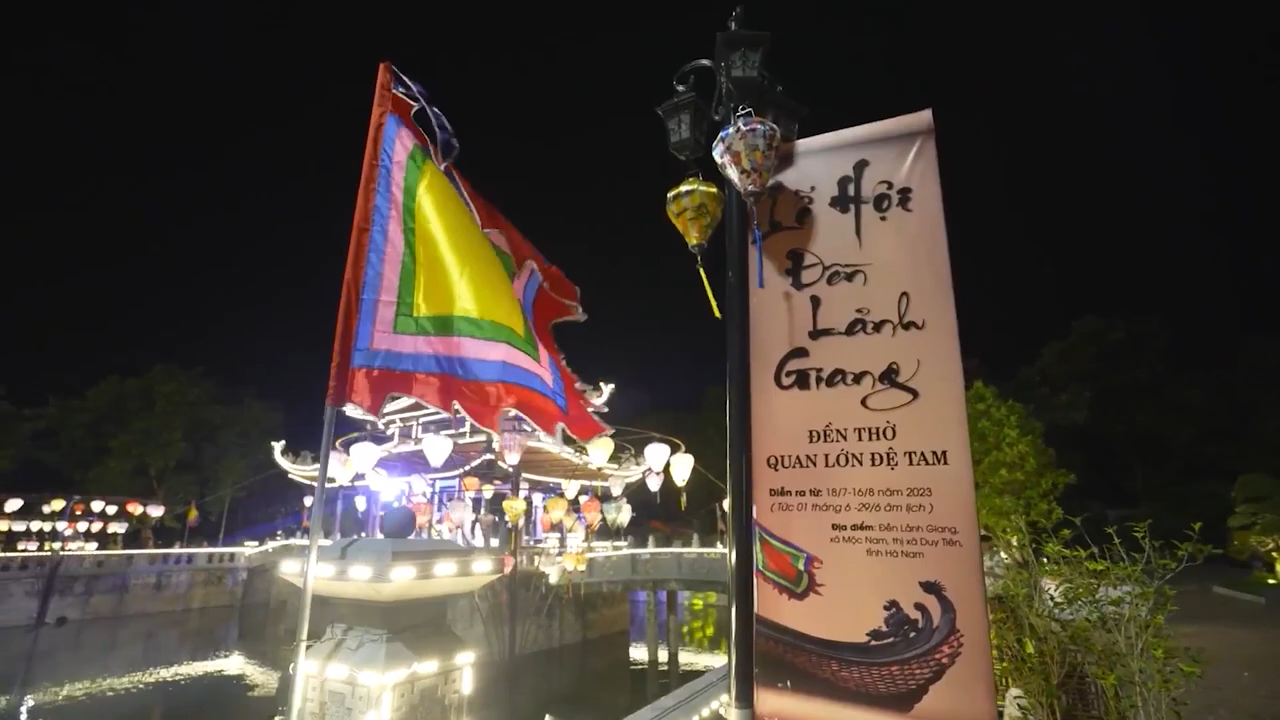 Lễ Hội
Đền
Lảnh
Giang
ĐỀN THỜ
QUAN LỚN ĐỆ TAM
Diễn ra từ: 18/7-16/8 năm 2023
( Tức 01 tháng 6 -29/6 âm lịch )
Địa điểm: Đền Lảnh Giang,
xã Mộc Nam, thị xã Duy Tiên,
tỉnh Hà Nam